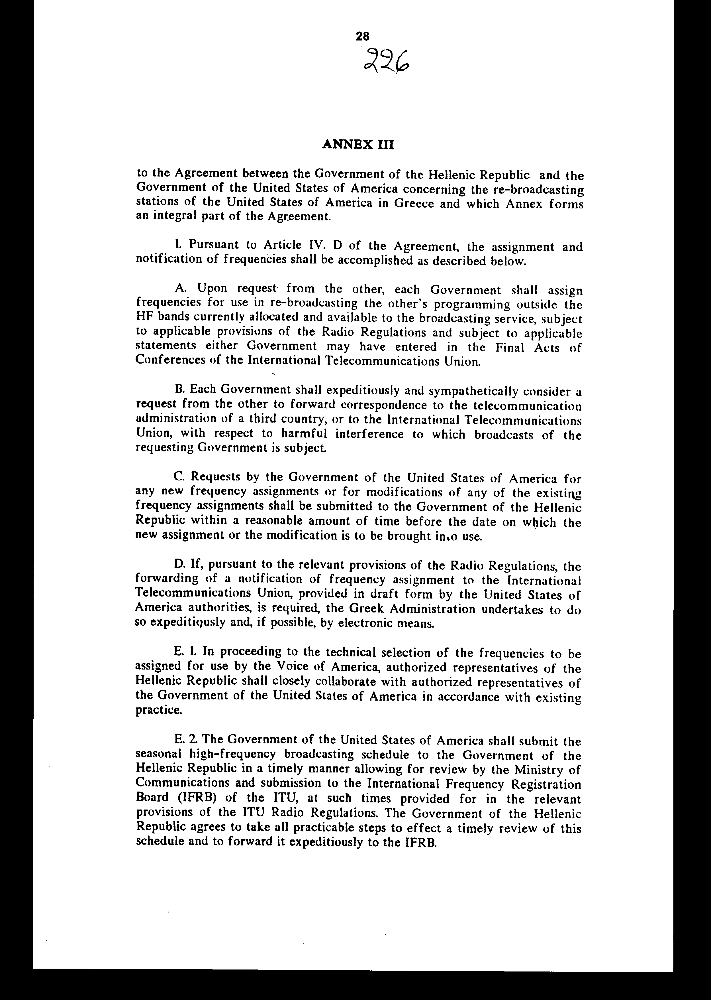 28
226
ANNEX III
to the Agreement between the Government of the Hellenic Republic and the
Government of the United States of America concerning the re-broadcasting
stations of the United States of America in Greece and which Annex forms
an integral part of the Agreement.
1. Pursuant to Article IV. D of the Agreement, the assignment and
notification of frequencies shall be accomplished as described below.
A. Upon request from the other, each Government shall assign
frequencies for use in re-broadcasting the other's programming outside the
HF bands currently allocated and available to the broadcasting service, subject
to applicable provisions of the Radio Regulations and subject to applicable
statements either Government may have entered in the Final Acts of
Conferences of the International Telecommunications Union.
B. Each Government shall expeditiously and sympathetically consider a
request from the other to forward correspondence to the telecommunication
administration of a third country, or to the International Telecommunications
Union, with respect to harmful interference to which broadcasts of the
requesting Government is subject.
C. Requests by the Government of the United States of America for
any new frequency assignments or for modifications of any of the existing
frequency assignments shall be submitted to the Government of the Hellenic
Republic within a reasonable amount of time before the date on which the
new assignment or the modification is to be brought into use.
D. If, pursuant to the relevant provisions of the Radio Regulations, the
forwarding of a notification of frequency assignment to the International
Telecommunications Union, provided in draft form by the United States of
America authorities, is required, the Greek Administration undertakes to do
so expeditiously and, if possible, by electronic means.
E. 1. In proceeding to the technical selection of the frequencies to be
assigned for use by the Voice of America, authorized representatives of the
Hellenic Republic shall closely collaborate with authorized representatives of
the Government of the United States of America in accordance with existing
practice.
E. 2. The Government of the United States of America shall submit the
seasonal high-frequency broadcasting schedule to the Government of the
Hellenic Republic in a timely manner allowing for review by the Ministry of
Communications and submission to the International Frequency Registration
Board (IFRB) of the ITU, at such times provided for in the relevant
provisions of the ITU Radio Regulations. The Government of the Hellenic
Republic agrees to take all practicable steps to effect a timely review of this
schedule and to forward it expeditiously to the IFRB.